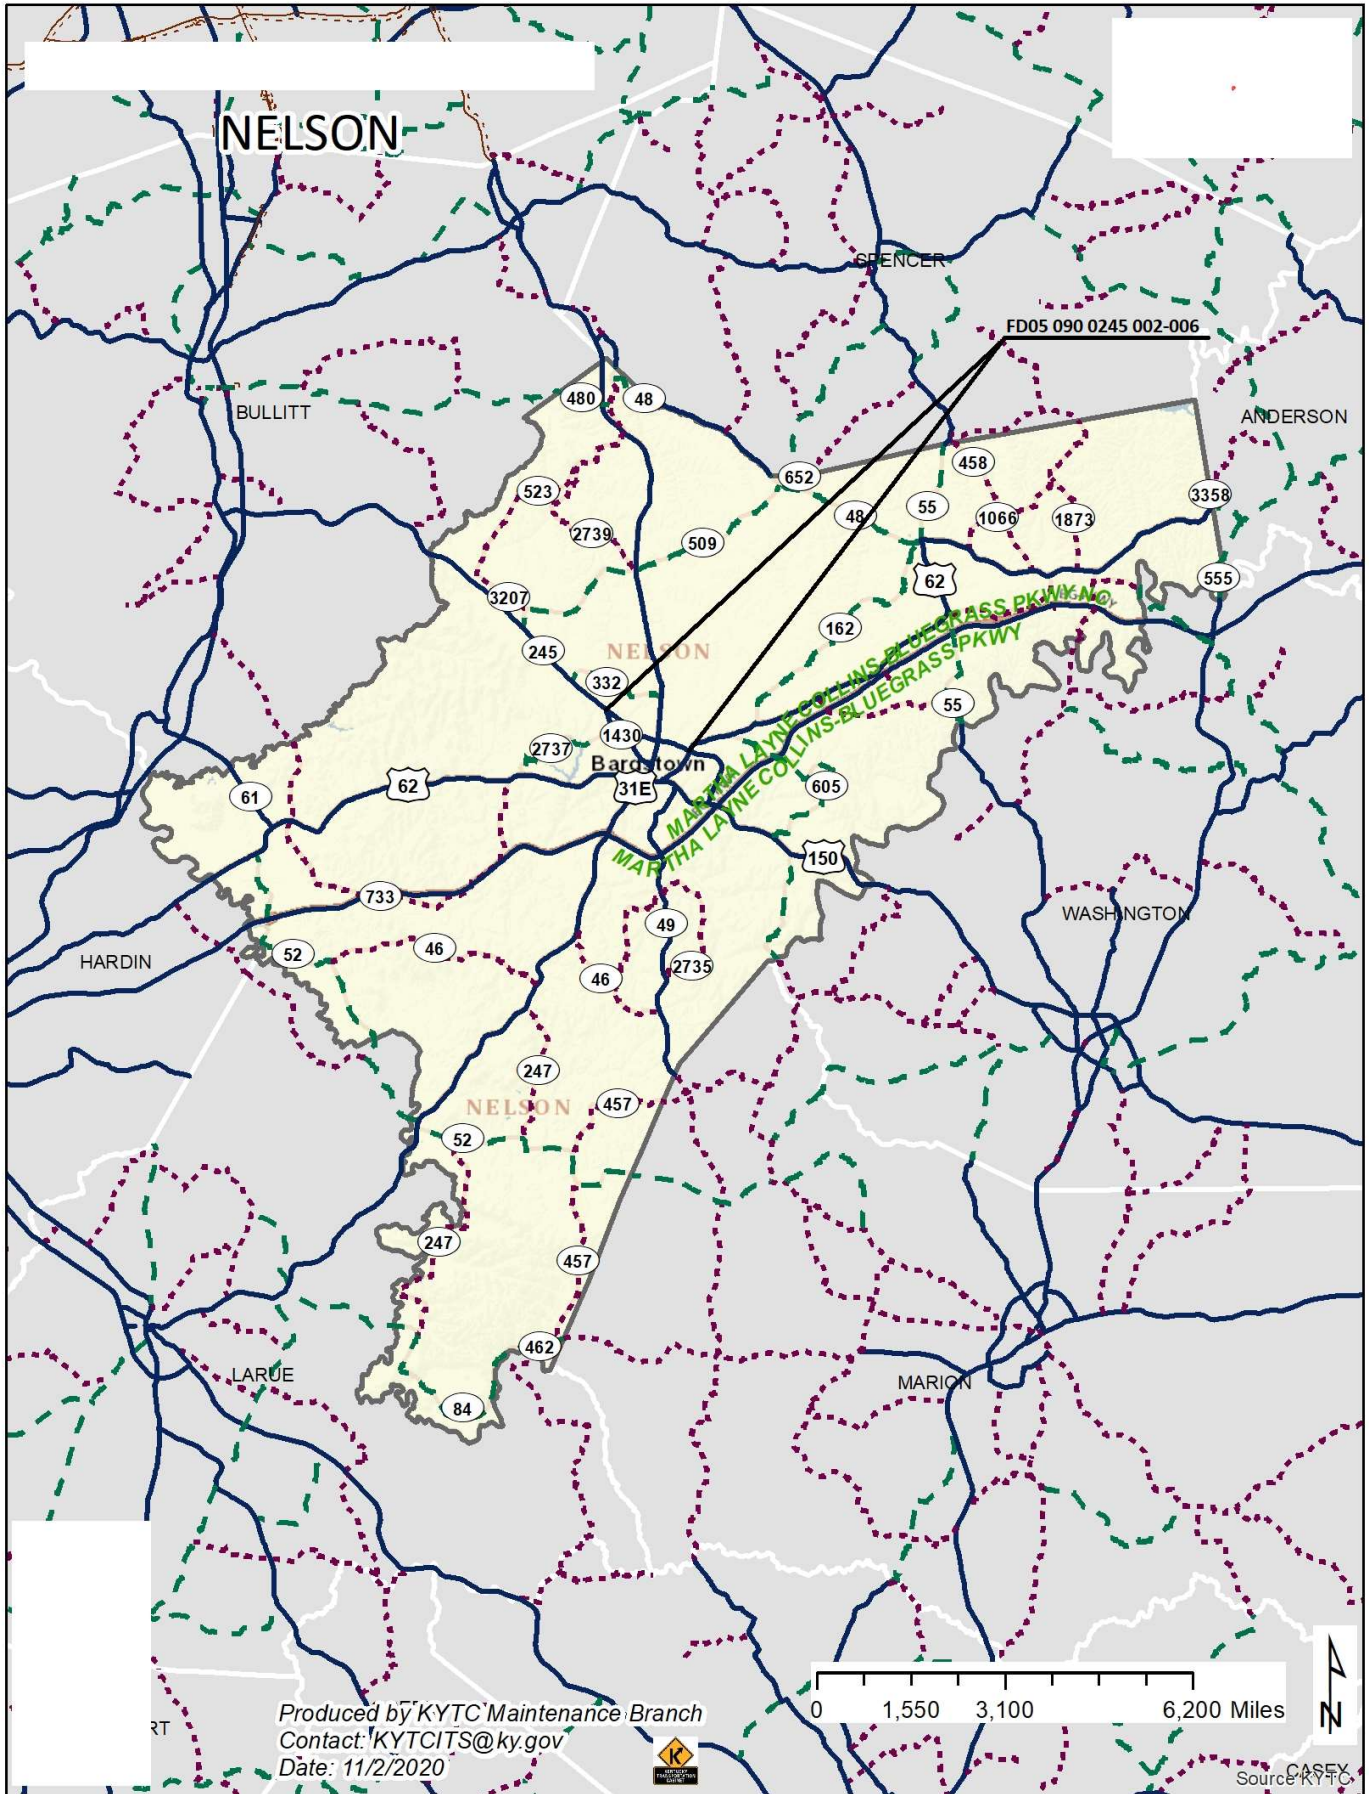 NELSON
SPENCER
FD05 090 0245 002-006
BULLITT
ANDERSON
480
48
652
458
3358
523
55
48
1066
1873
2739
509
555
62
3207
162
MARTHA LAYNE COLLINS-BLUEGRASS PKWY NC
MARTHA LAYNE COLLINS-BLUEGRASS PKWY
245
NELSON
332
55
1430
2737
Bardstown
62
31E
61
605
150
733
WASHINGTON
49
46
52
HARDIN
46
2735
247
NELSON
457
52
247
457
462
LARUE
MARION
84
0 1,550 3,100 6,200 Miles
N
RT
Produced by KYTC Maintenance Branch
Contact: KYTCITS@ky.gov
Date: 11/2/2020
K
CASEY
Source: KYTC